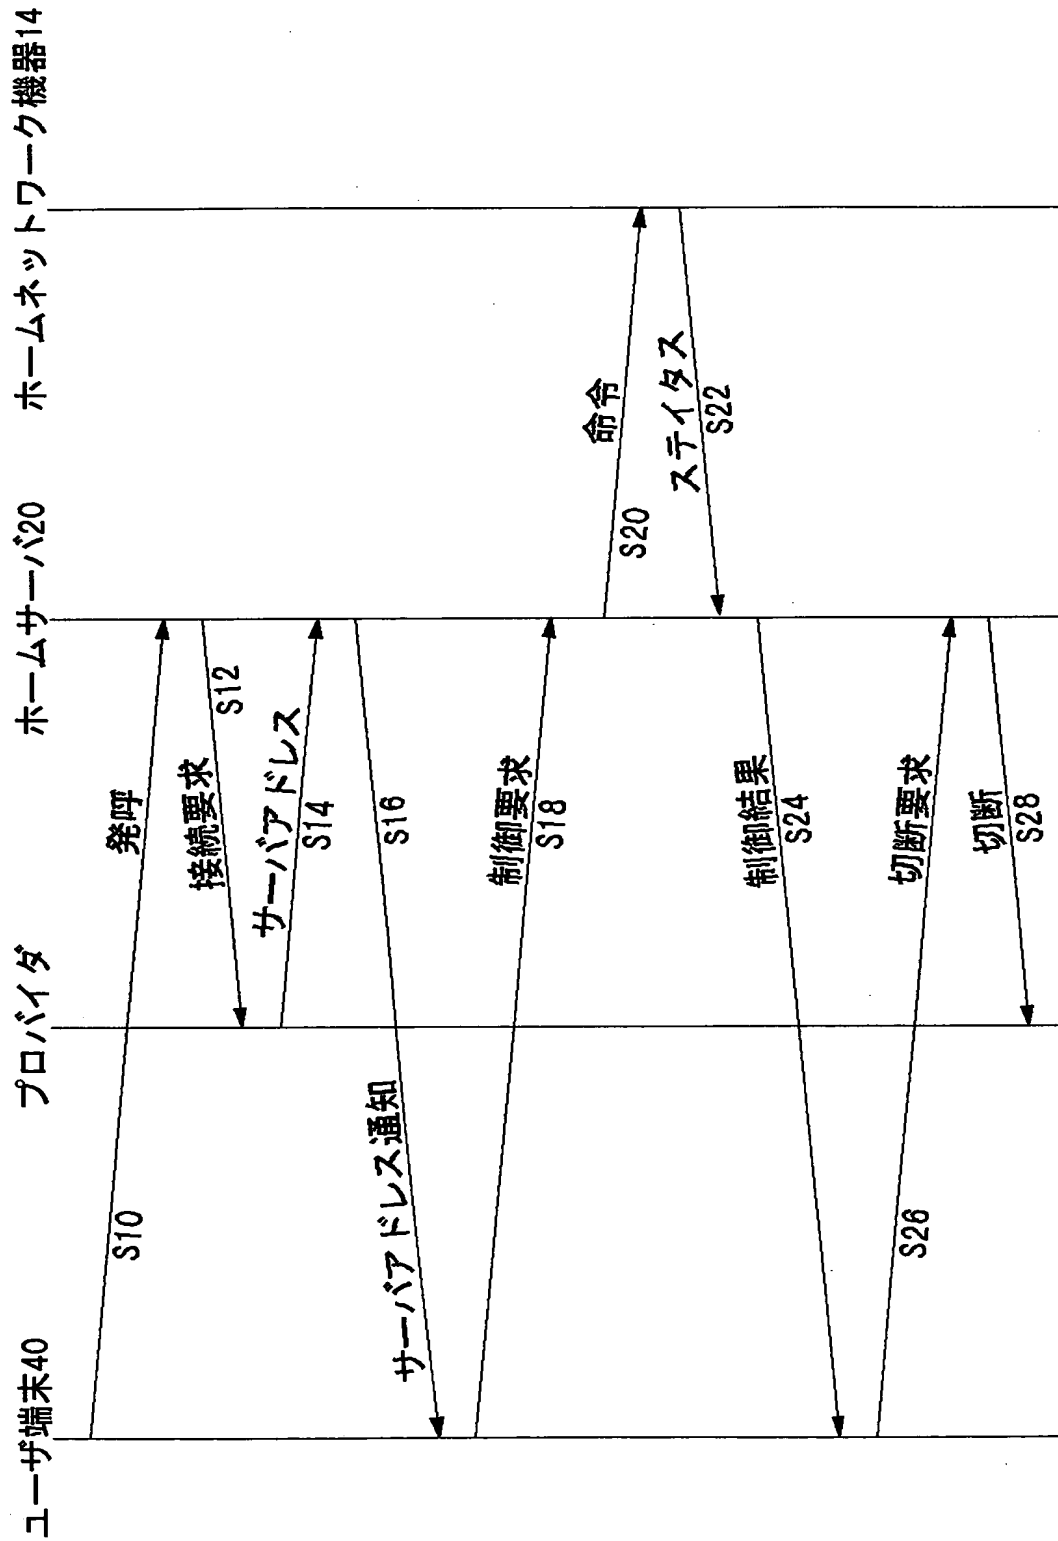 ユーザ端末40
プロバイダ
ホームサーバ20
ホームネットワーク機器14
S10
発呼
接続要求
S12
サーバアドレス
S14
サーバアドレス通知
S16
制御要求
S18
S20
命令
ステイタス
S22
制御結果
S24
S26
切断要求
切断
S28